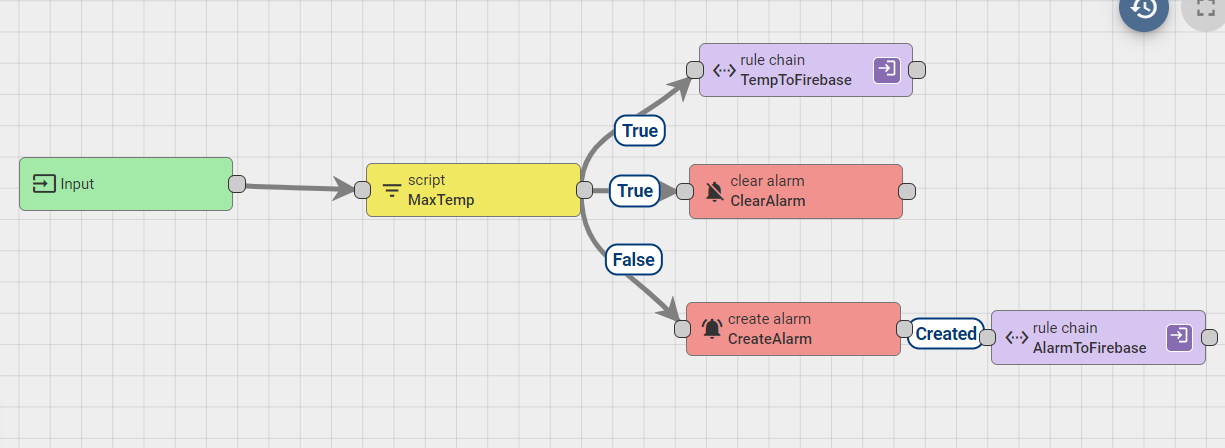 rule chain
TempToFirebase
True
Input
script
MaxTemp
True
clear alarm
ClearAlarm
False
create alarm
CreateAlarm
Created
rule chain
AlarmToFirebase